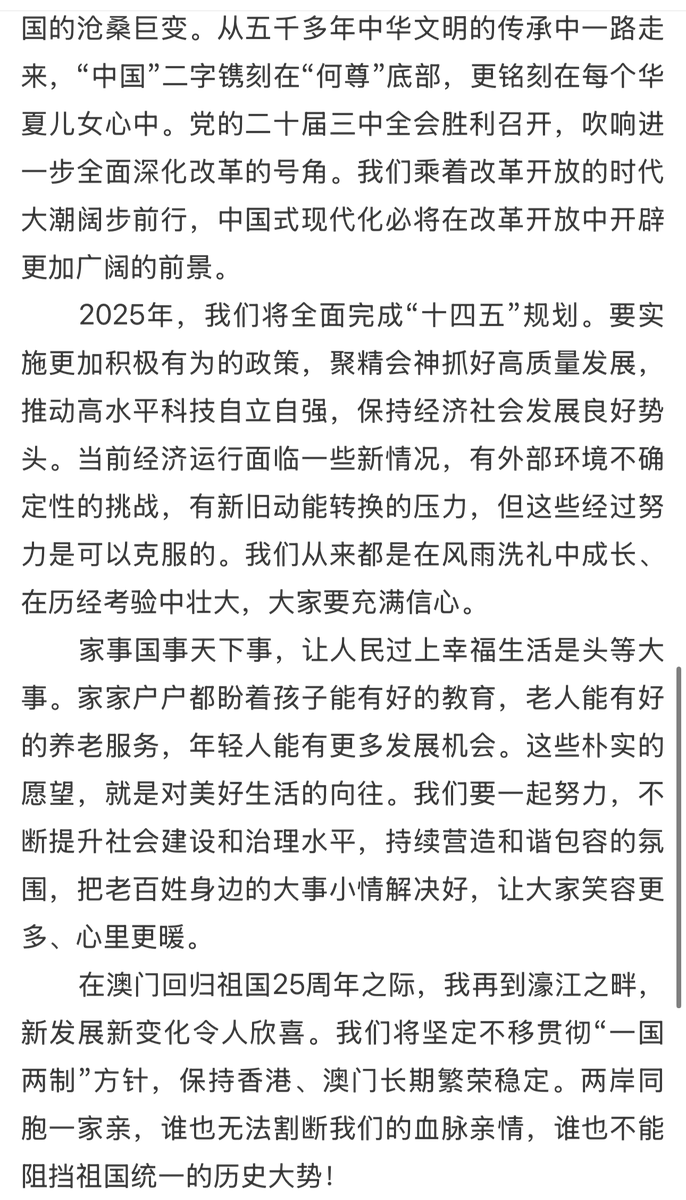 国的沧桑巨变。从五千多年中华文明的传承中一路走
来，“中国”二字镌刻在“何尊”底部，更铭刻在每个华
夏儿女心中。党的二十届三中全会胜利召开，吹响进
一步全面深化改革的号角。我们乘着改革开放的时代
大潮阔步前行，中国式现代化必将在改革开放中开辟
更加广阔的前景。
2025年，我们将全面完成“十四五”规划。要实
施更加积极有为的政策，聚精会神抓好高质量发展，
推动高水平科技自立自强，保持经济社会发展良好势
头。当前经济运行面临一些新情况，有外部环境不确
定性的挑战，有新旧动能转换的压力，但这些经过努
力是可以克服的。我们从来都是在风雨洗礼中成长、
在历经考验中壮大，大家要充满信心。
家事国事天下事，让人民过上幸福生活是头等大
事。家家户户都盼着孩子能有好的教育，老人能有好
的养老服务，年轻人能有更多发展机会。这些朴实的
愿望，就是对美好生活的向往。我们要一起努力，不
断提升社会建设和治理水平，持续营造和谐包容的氛
围，把老百姓身边的大事小情解决好，让大家笑容更
多、心里更暖。
在澳门回归祖国25周年之际，我再到濠江之畔，
新发展新变化令人欣喜。我们将坚定不移贯彻“一国
两制”方针，保持香港、澳门长期繁荣稳定。两岸同
胞一家亲，谁也无法割断我们的血脉亲情，谁也不能
阻挡祖国统一的历史大势！